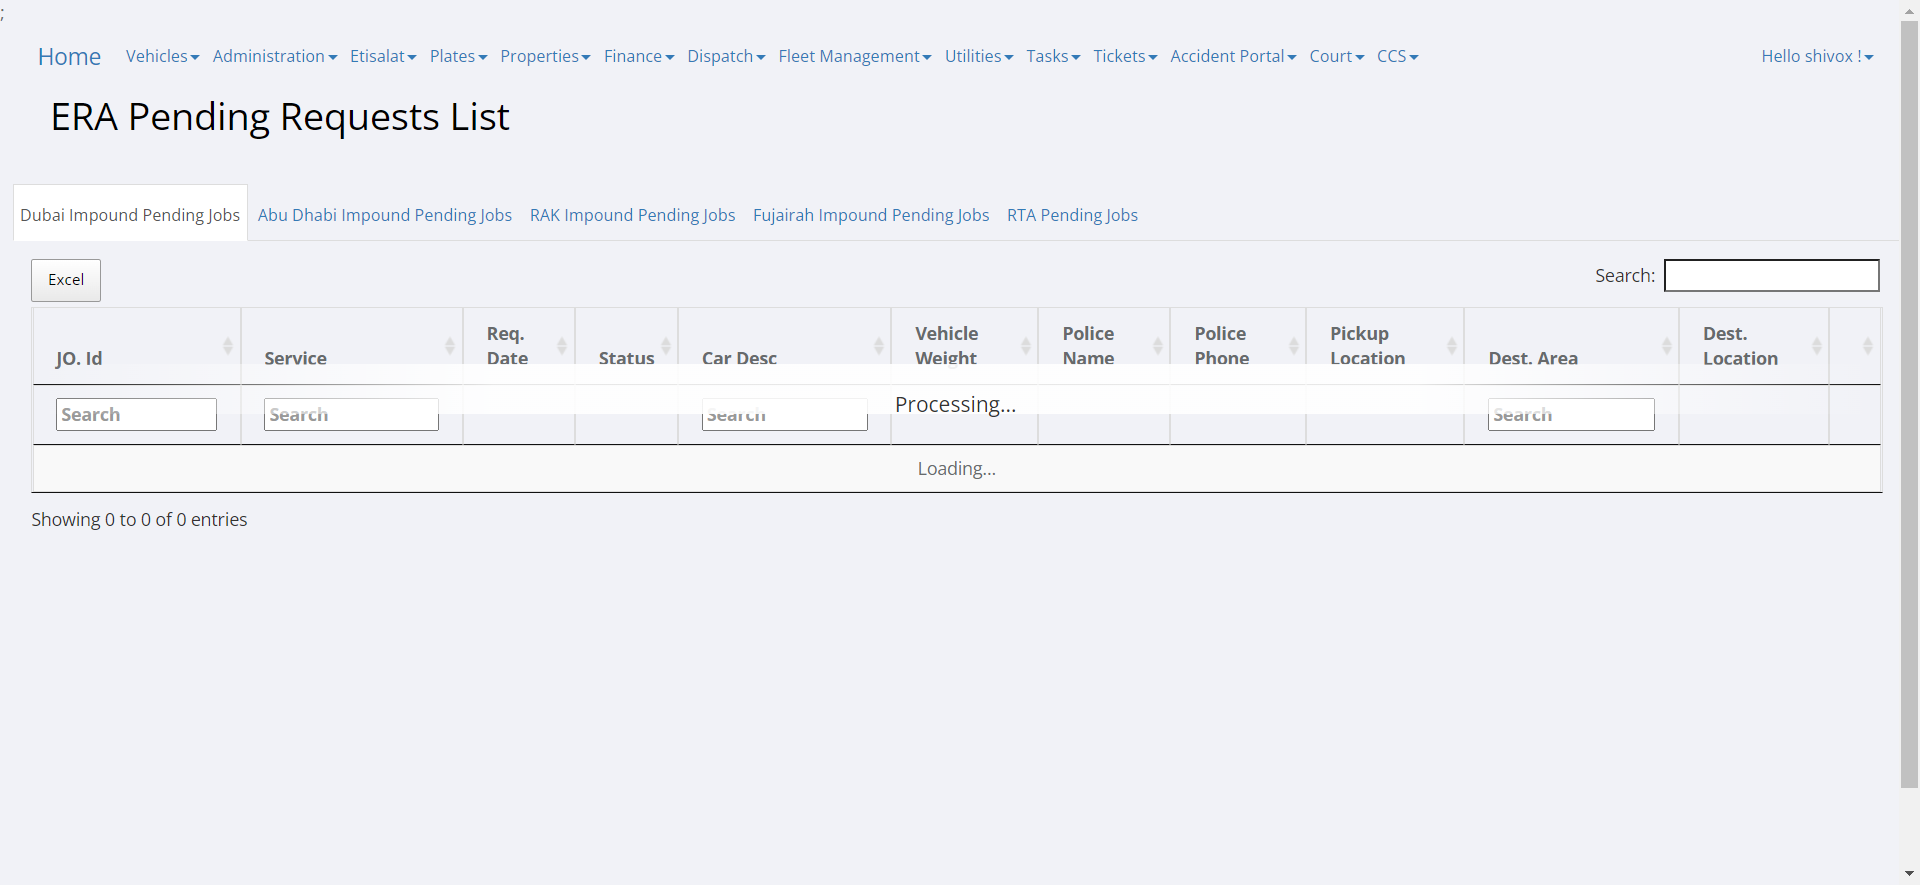 ;
Home Vehicles Administration Etisalat Plates Properties Finance Dispatch Fleet Management Utilities Tasks Tickets Accident Portal Court CCS Hello shivox !
ERA Pending Requests List
Dubai Impound Pending Jobs Abu Dhabi Impound Pending Jobs RAK Impound Pending Jobs Fujairah Impound Pending Jobs RTA Pending Jobs
Excel Search:
JO. Id Service Req. Date Status Car Desc Vehicle Weight Police Name Police Phone Pickup Location Dest. Area Dest. Location
Search Search Search Search
Processing...
Loading...
Showing 0 to 0 of 0 entries